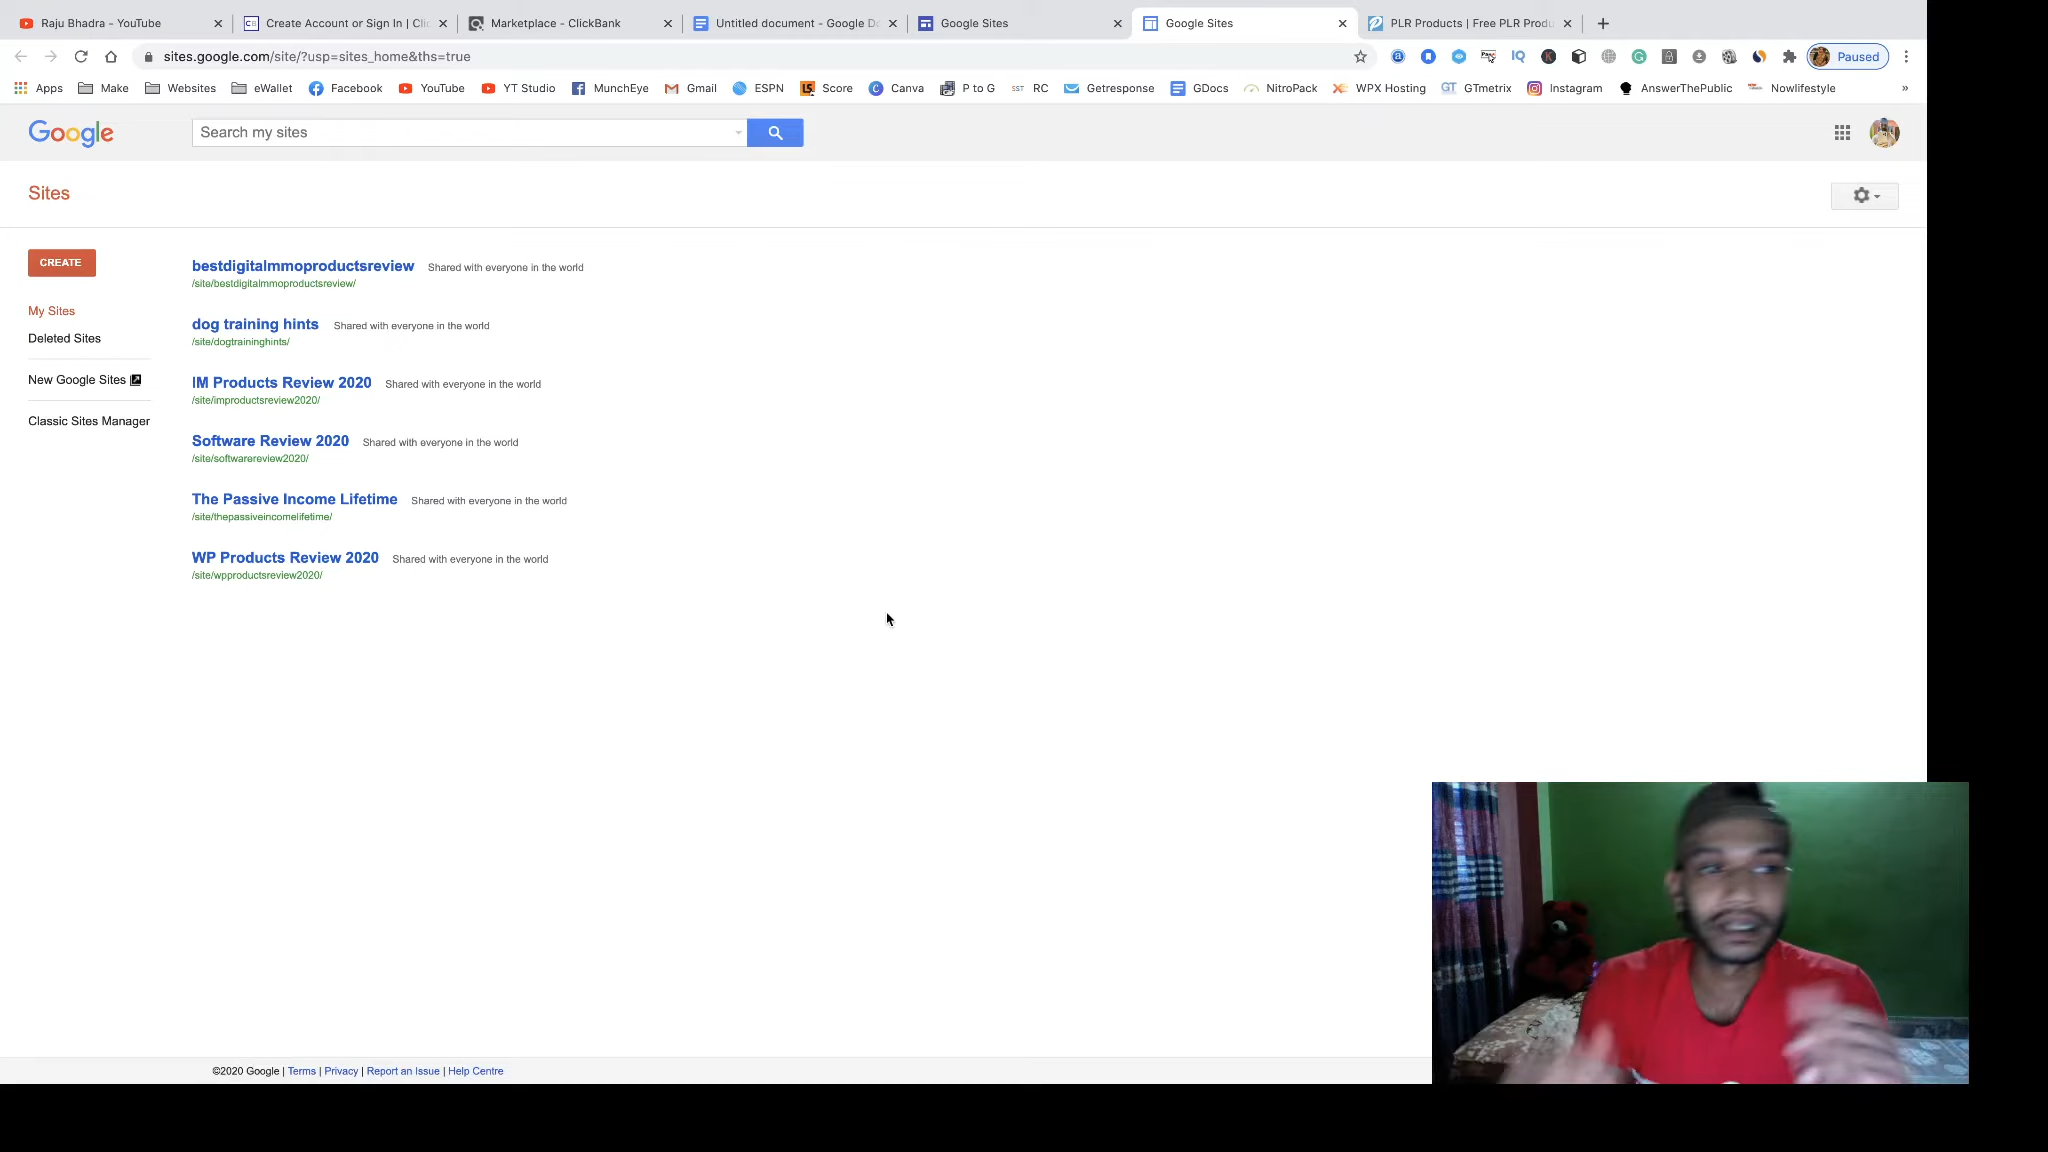 Raju Bhadra - YouTube
Create Account or Sign In | Clic
Marketplace - ClickBank
Untitled document - Google Do
Google Sites
Google Sites
PLR Products | Free PLR Produ
sites.google.com/site/?usp=sites_home&ths=true
Paused
Apps
Make
Websites
eWallet
Facebook
YouTube
YT Studio
MunchEye
Gmail
ESPN
Score
Canva
P to G
RC
Getresponse
GDocs
NitroPack
WPX Hosting
GTmetrix
Instagram
AnswerThePublic
Nowlifestyle
Google
Search my sites
Sites
CREATE
My Sites
Deleted Sites
New Google Sites
Classic Sites Manager
bestdigitalmmoproductsreview Shared with everyone in the world
/site/bestdigitalmmoproductsreview/
dog training hints Shared with everyone in the world
/site/dogtraininghints/
IM Products Review 2020 Shared with everyone in the world
/site/improductsreview2020/
Software Review 2020 Shared with everyone in the world
/site/softwarereview2020/
The Passive Income Lifetime Shared with everyone in the world
/site/thepassiveincomelifetime/
WP Products Review 2020 Shared with everyone in the world
/site/wpproductsreview2020/
©2020 Google | Terms | Privacy | Report an Issue | Help Centre